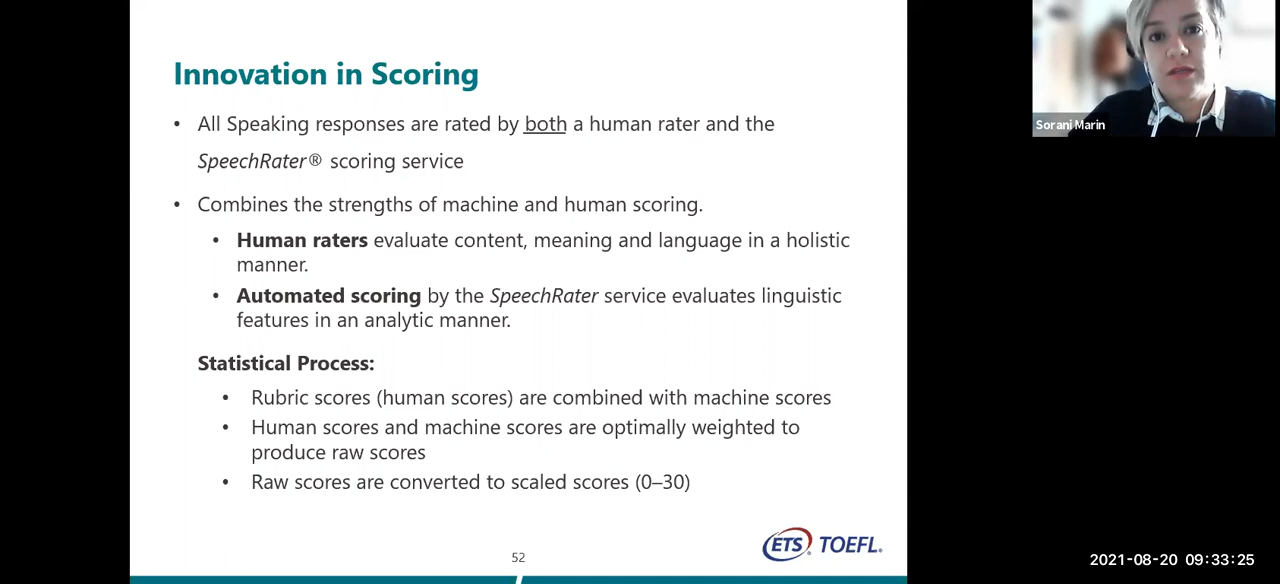 Innovation in Scoring
• All Speaking responses are rated by both a human rater and the
SpeechRater® scoring service
• Combines the strengths of machine and human scoring.
• Human raters evaluate content, meaning and language in a holistic
manner.
• Automated scoring by the SpeechRater service evaluates linguistic
features in an analytic manner.
Statistical Process:
• Rubric scores (human scores) are combined with machine scores
• Human scores and machine scores are optimally weighted to
produce raw scores
• Raw scores are converted to scaled scores (0–30)
52
ETS® TOEFL®
Sorani Marin
2021-08-20 09:33:25